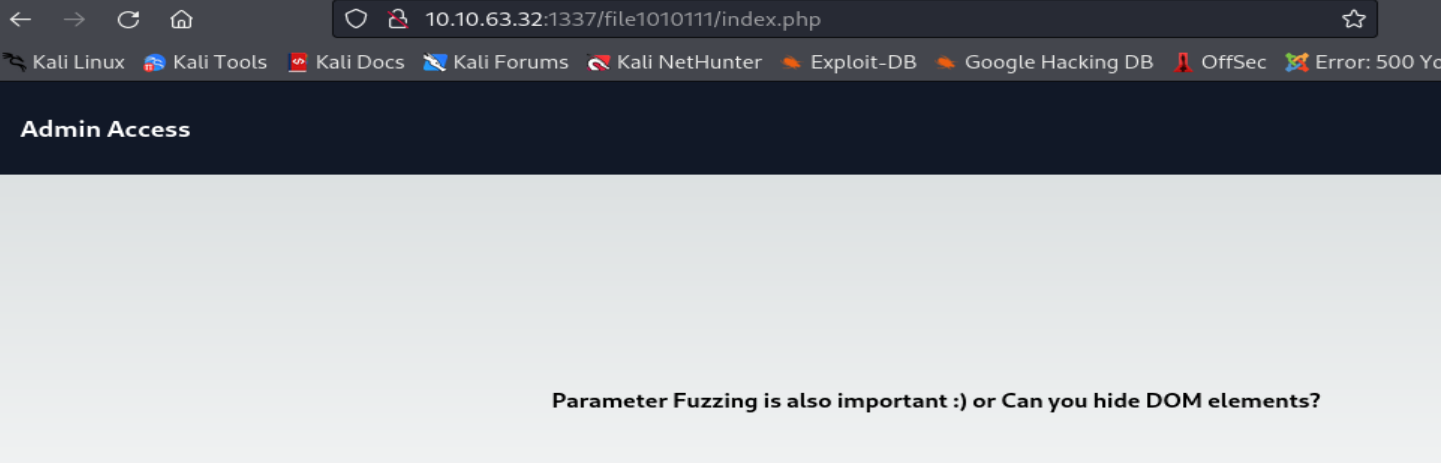 10.10.63.32:1337/file1010111/index.php
Kali Linux Kali Tools Kali Docs Kali Forums Kali NetHunter Exploit-DB Google Hacking DB OffSec Error: 500 Yo
Admin Access
Parameter Fuzzing is also important :) or Can you hide DOM elements?